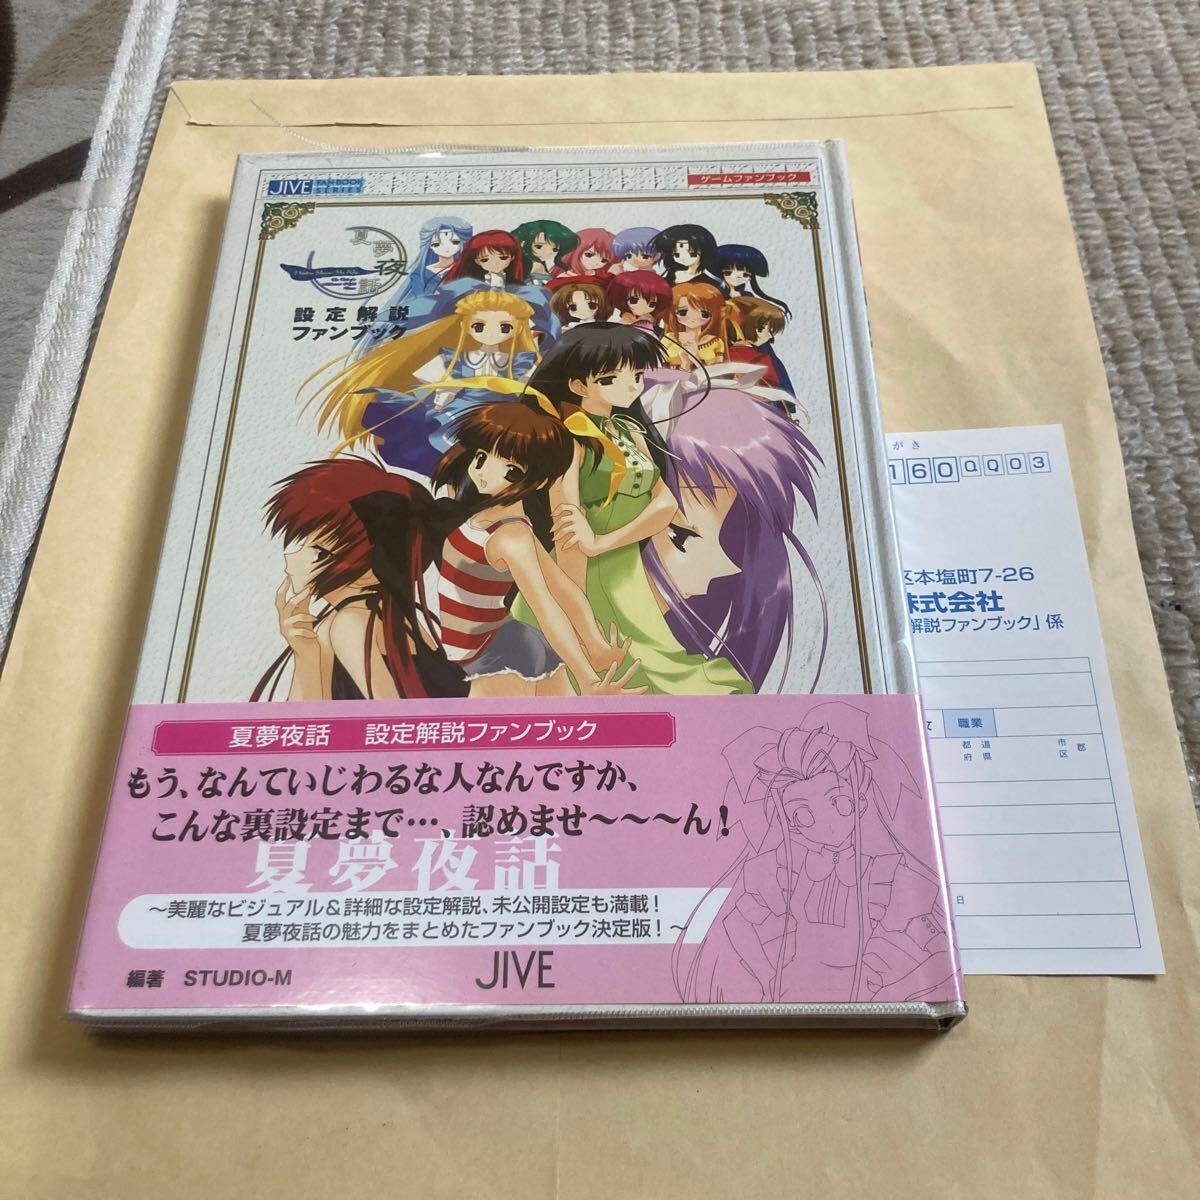 JIVE FAN BOOK SERIES
ゲームファンブック
夏夢夜話
設定解説
ファンブック
がき
1600003
区本塩町7-26
株式会社
解説ファンブック」係
女 職業
都道府県
市区郡
日
夏夢夜話 設定解説ファンブック
もう、なんていじわるな人なんですか、
こんな裏設定まで…、認めませ〜〜〜ん!
夏夢夜話
〜美麗なビジュアル&詳細な設定解説、未公開設定も満載!
夏夢夜話の魅力をまとめたファンブック決定版!〜
編著 STUDIO-M
JIVE